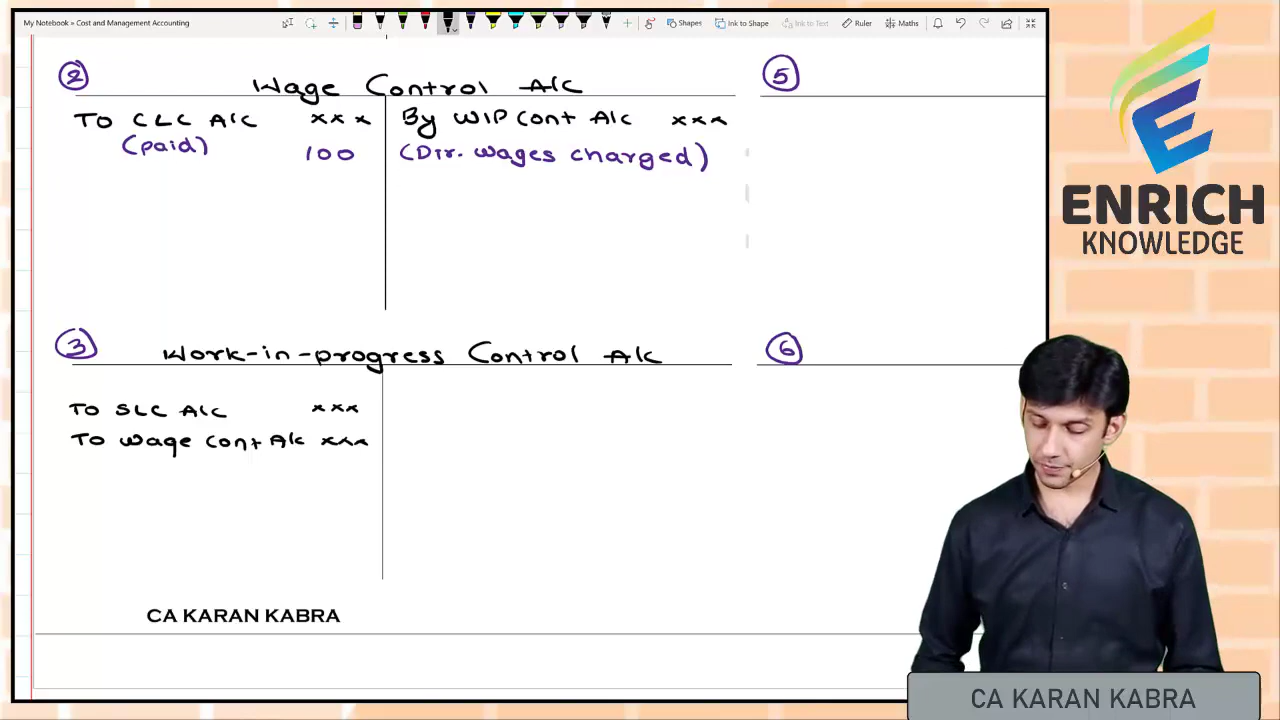 My Notebook » Cost and Management Accounting
Shapes
Ink to Shape
Ink to Text
Ruler
Maths
② Wage Control A/c
To CLC A/c xxx
(paid) 100
By WIP Cont A/c xxx
(Dir. wages charged)
⑤
③ Work-in-progress Control A/c
To SLC A/c xxx
To wage Cont A/c xxx
⑥
CA KARAN KABRA
ENRICH
KNOWLEDGE
CA KARAN KABRA